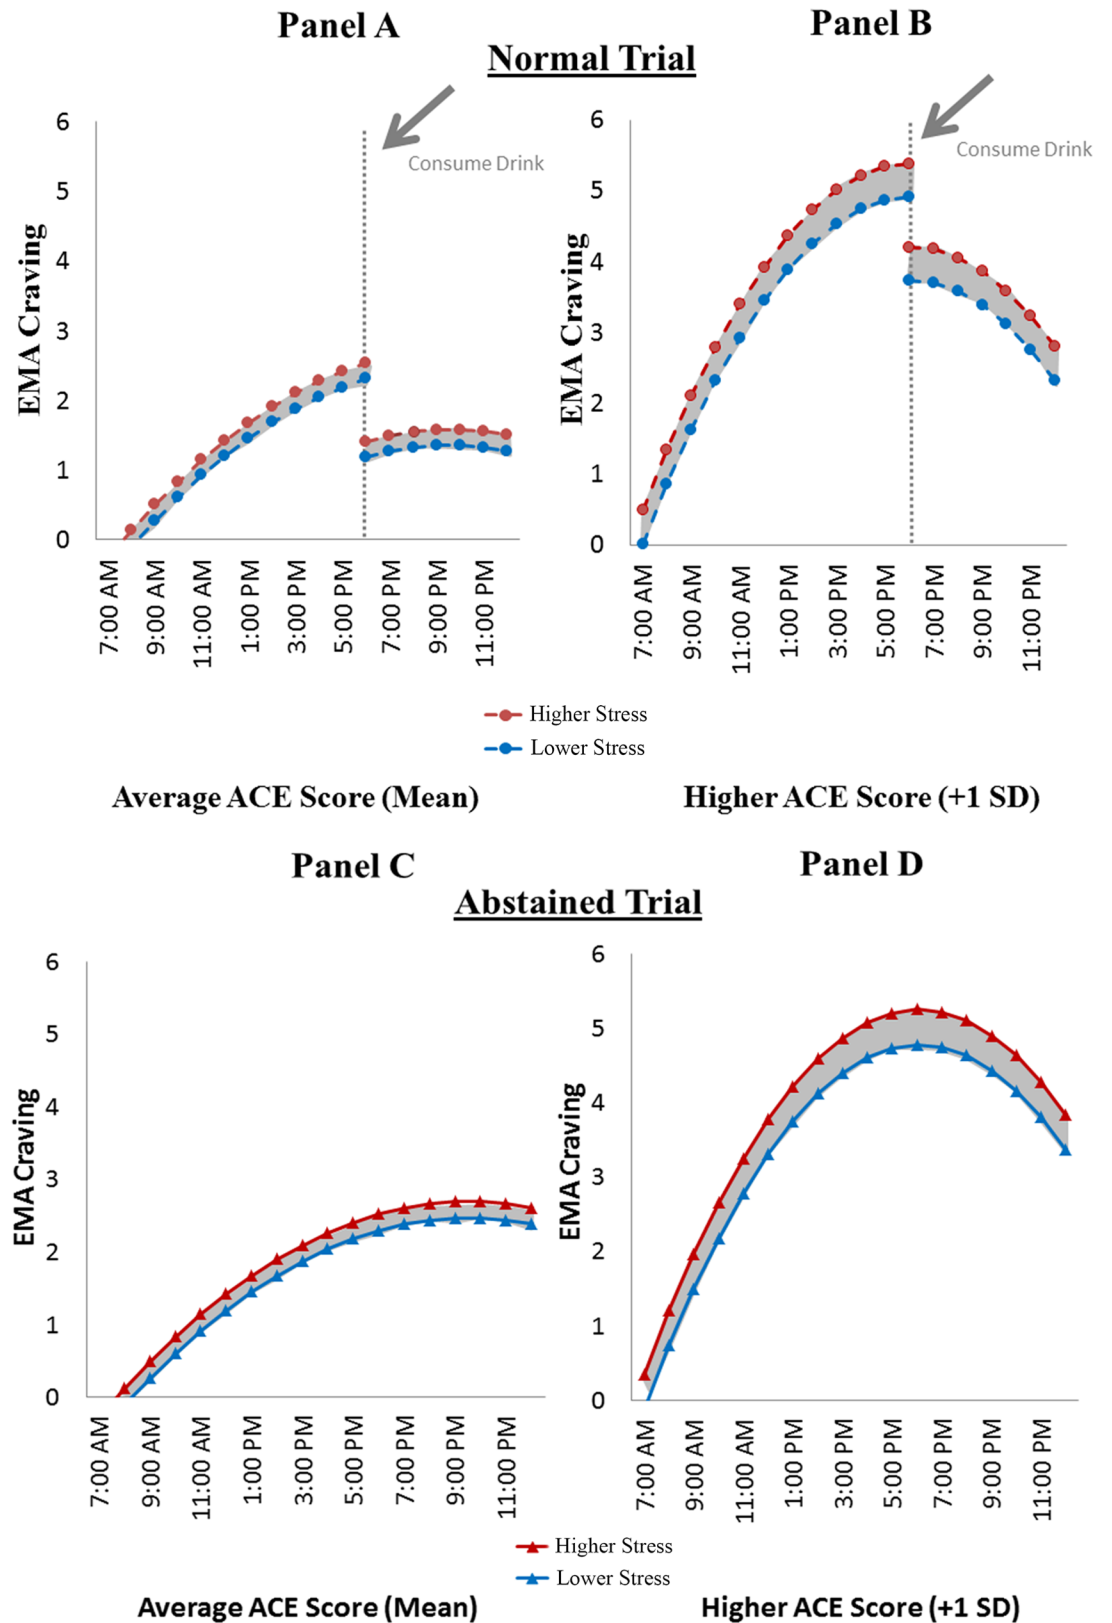 Panel A
Panel B
Normal Trial
Consume Drink
Consume Drink
EMA Craving
6
5
4
3
2
1
0
7:00 AM
9:00 AM
11:00 AM
1:00 PM
3:00 PM
5:00 PM
7:00 PM
9:00 PM
11:00 PM
EMA Craving
6
5
4
3
2
1
0
7:00 AM
9:00 AM
11:00 AM
1:00 PM
3:00 PM
5:00 PM
7:00 PM
9:00 PM
11:00 PM
Higher Stress
Lower Stress
Average ACE Score (Mean)
Higher ACE Score (+1 SD)
Panel C
Panel D
Abstained Trial
EMA Craving
6
5
4
3
2
1
0
7:00 AM
9:00 AM
11:00 AM
1:00 PM
3:00 PM
5:00 PM
7:00 PM
9:00 PM
11:00 PM
EMA Craving
6
5
4
3
2
1
0
7:00 AM
9:00 AM
11:00 AM
1:00 PM
3:00 PM
5:00 PM
7:00 PM
9:00 PM
11:00 PM
Higher Stress
Lower Stress
Average ACE Score (Mean)
Higher ACE Score (+1 SD)